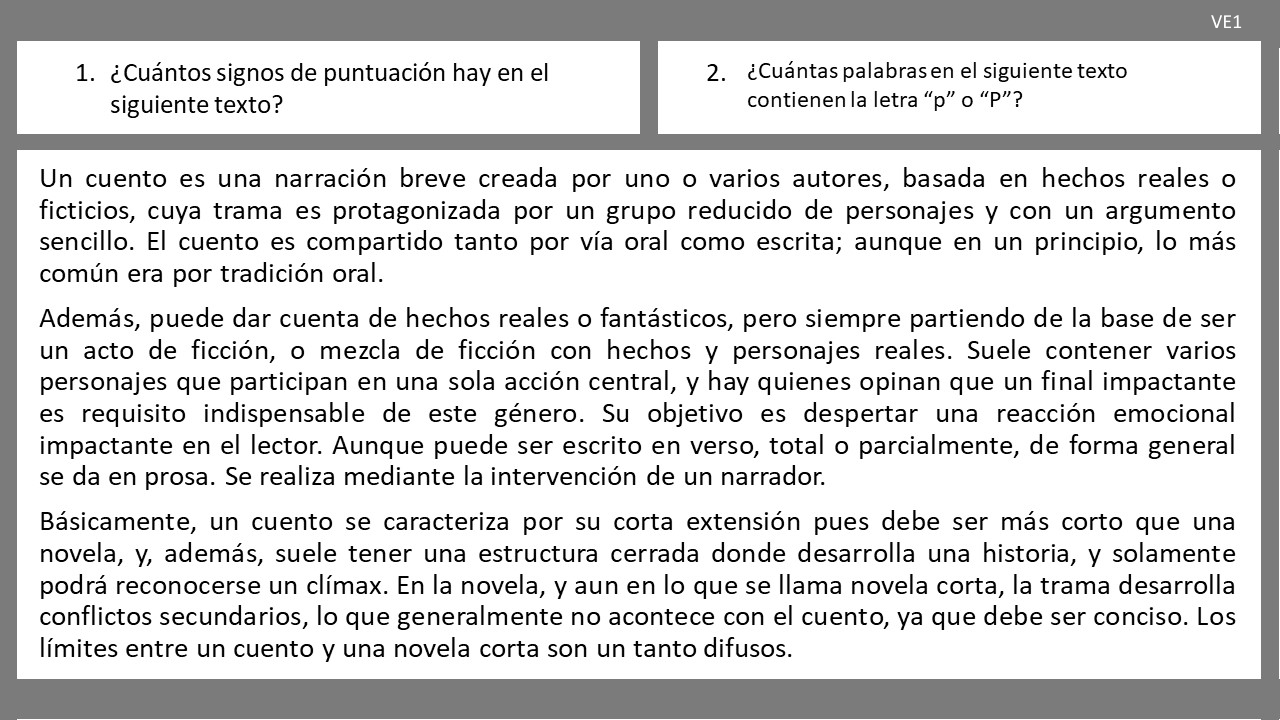 VE1
1. ¿Cuántos signos de puntuación hay en el
siguiente texto?
2. ¿Cuántas palabras en el siguiente texto
contienen la letra “p” o “P”?
Un cuento es una narración breve creada por uno o varios autores, basada en hechos reales o
ficticios, cuya trama es protagonizada por un grupo reducido de personajes y con un argumento
sencillo. El cuento es compartido tanto por vía oral como escrita; aunque en un principio, lo más
común era por tradición oral.
Además, puede dar cuenta de hechos reales o fantásticos, pero siempre partiendo de la base de ser
un acto de ficción, o mezcla de ficción con hechos y personajes reales. Suele contener varios
personajes que participan en una sola acción central, y hay quienes opinan que un final impactante
es requisito indispensable de este género. Su objetivo es despertar una reacción emocional
impactante en el lector. Aunque puede ser escrito en verso, total o parcialmente, de forma general
se da en prosa. Se realiza mediante la intervención de un narrador.
Básicamente, un cuento se caracteriza por su corta extensión pues debe ser más corto que una
novela, y, además, suele tener una estructura cerrada donde desarrolla una historia, y solamente
podrá reconocerse un clímax. En la novela, y aun en lo que se llama novela corta, la trama desarrolla
conflictos secundarios, lo que generalmente no acontece con el cuento, ya que debe ser conciso. Los
límites entre un cuento y una novela corta son un tanto difusos.